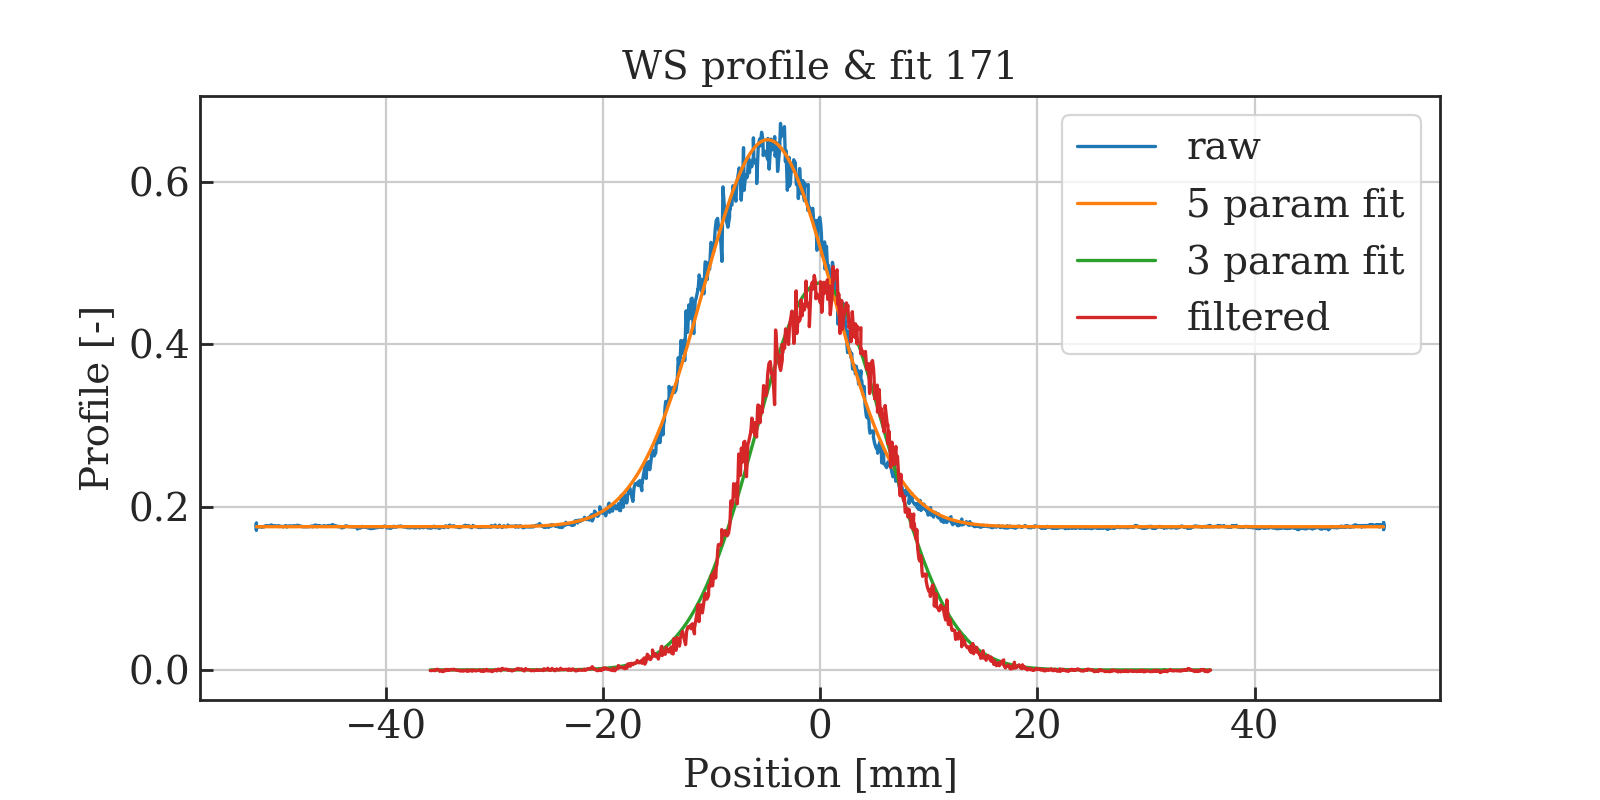 WS profile & fit 171
raw
5 param fit
3 param fit
filtered
0.6
0.4
0.2
0.0
Profile [-]
−40
−20
0
20
40
Position [mm]